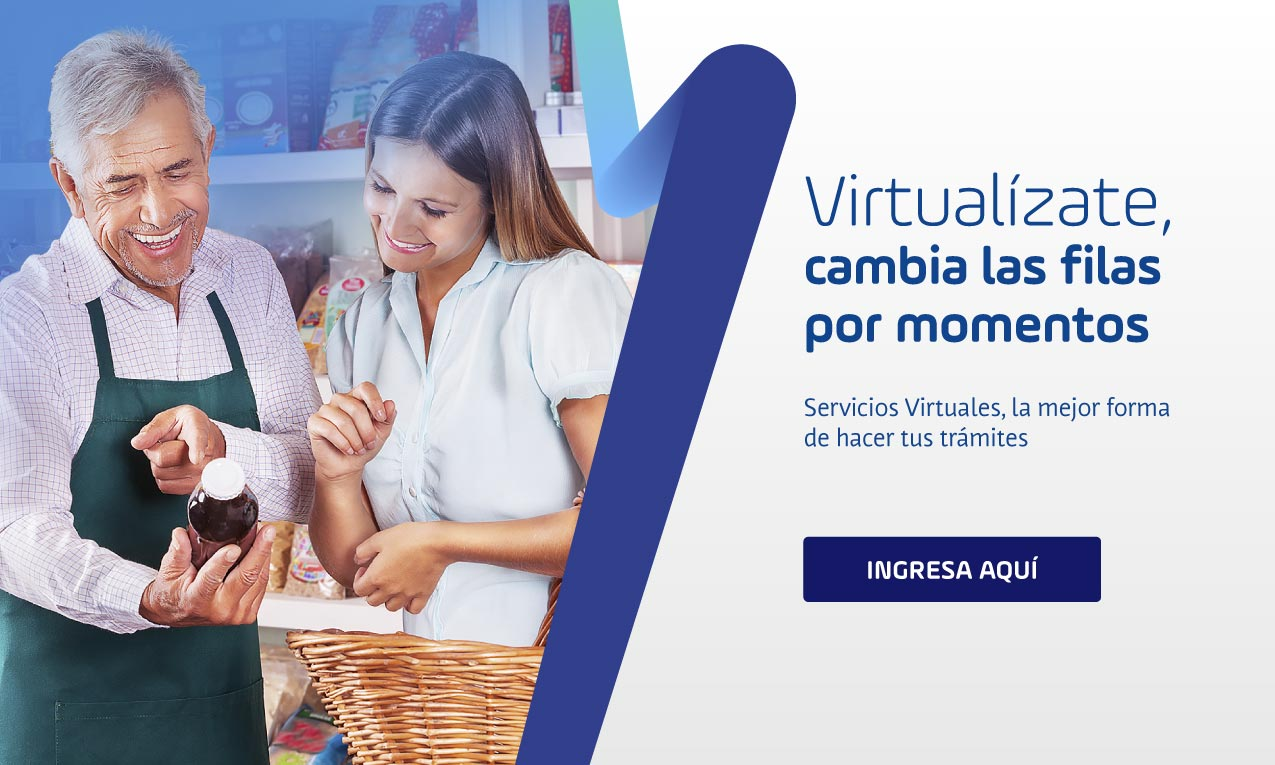 Virtualízate,
cambia las filas
por momentos
Servicios Virtuales, la mejor forma
de hacer tus trámites
INGRESA AQUÍ